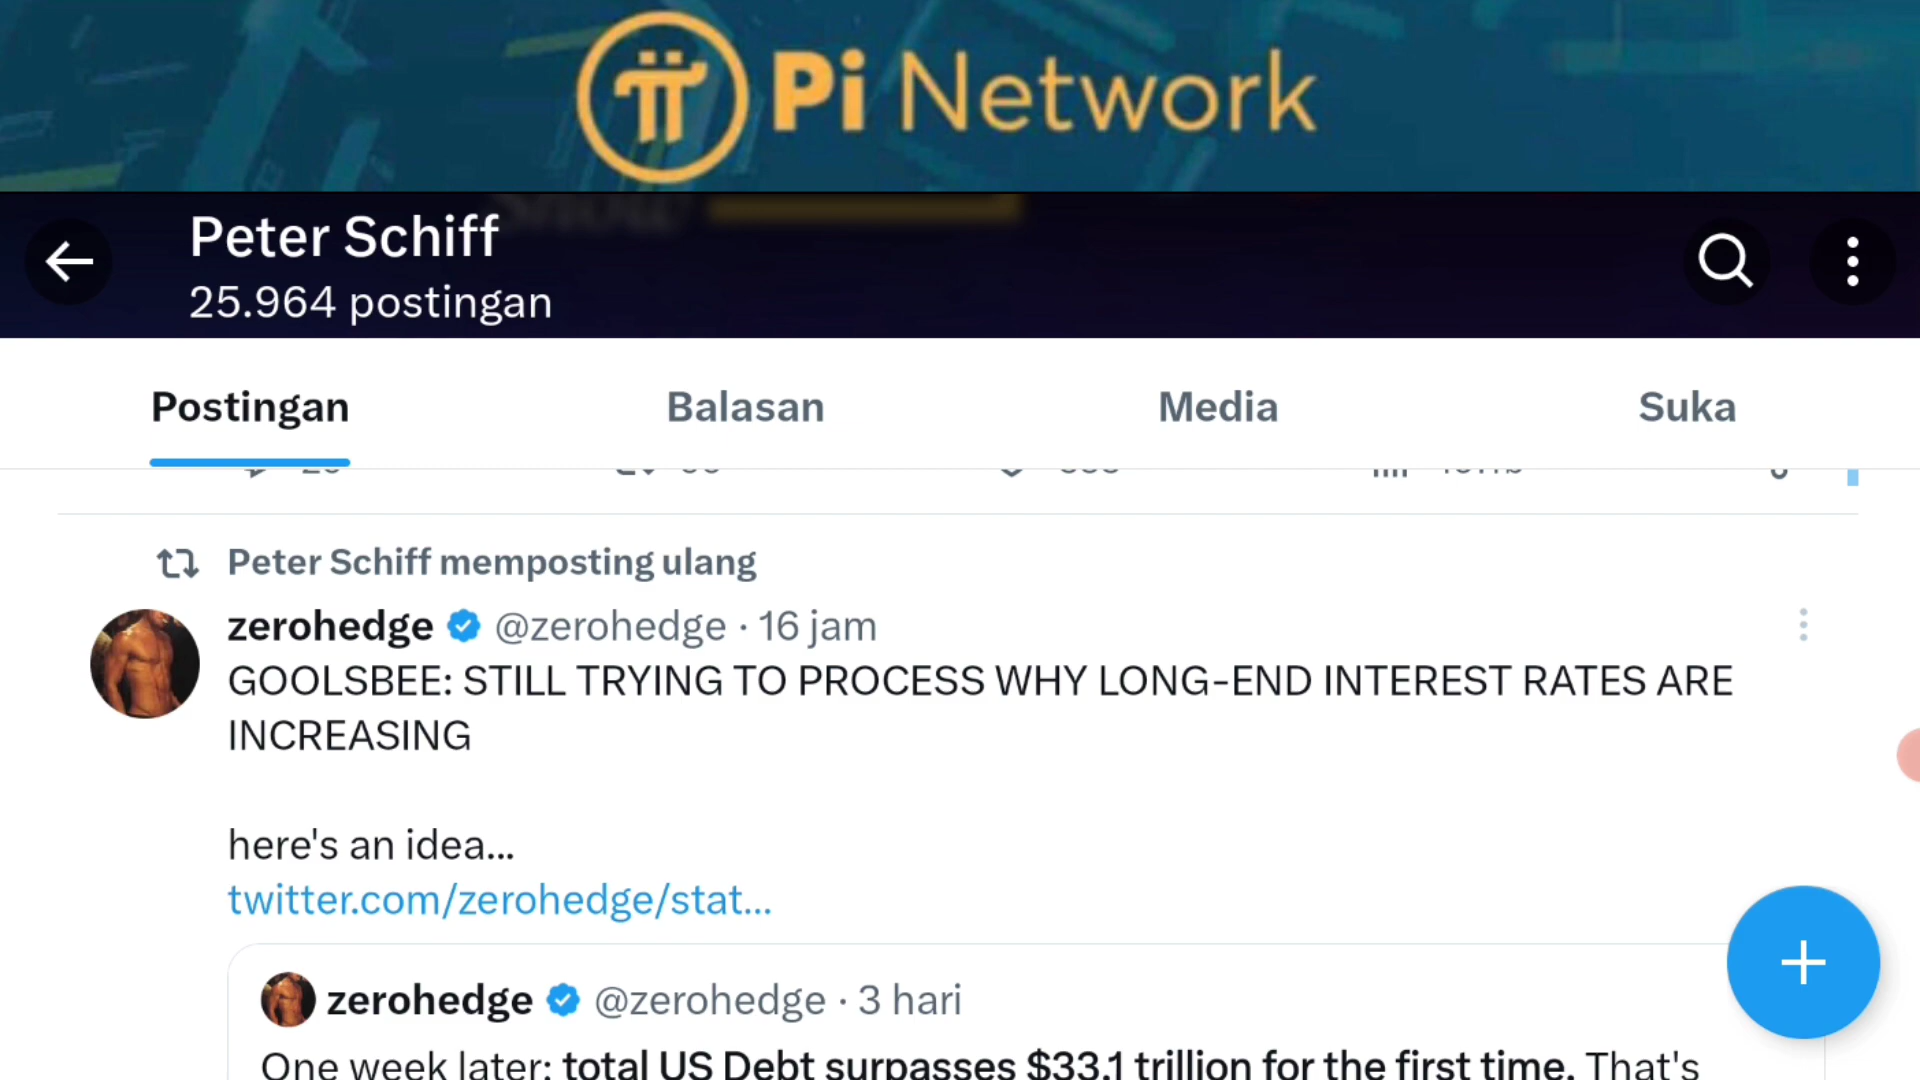 Pi Network
Peter Schiff
25.964 postingan
Postingan
Balasan
Media
Suka
Peter Schiff memposting ulang
zerohedge @zerohedge · 16 jam
GOOLSBEE: STILL TRYING TO PROCESS WHY LONG-END INTEREST RATES ARE
INCREASING
here's an idea...
twitter.com/zerohedge/stat...
zerohedge @zerohedge · 3 hari
One week later: total US Debt surpasses $33.1 trillion for the first time. That's